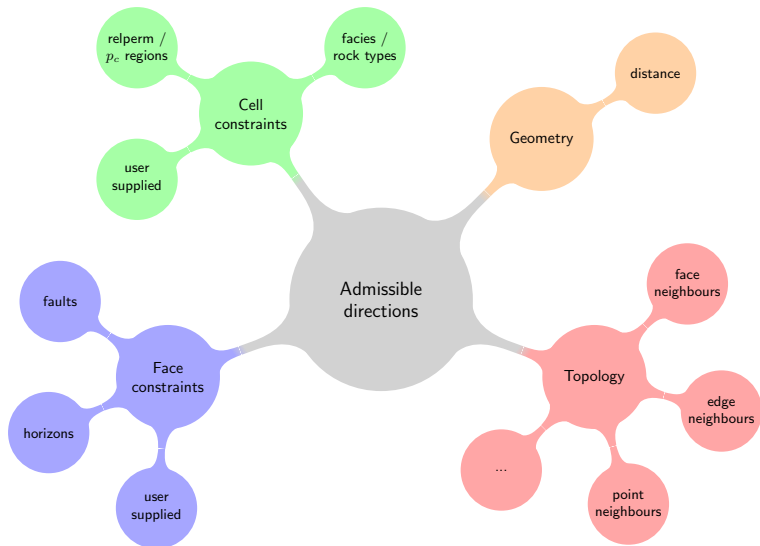 relperm /
p_c regions
facies /
rock types
Cell
constraints
user
supplied
distance
Geometry
Admissible
directions
faults
Face
constraints
horizons
user
supplied
face
neighbours
Topology
edge
neighbours
...
point
neighbours